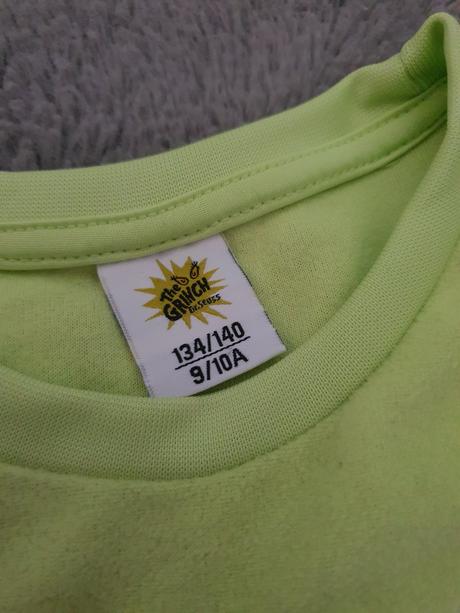 The
GRINCH
Dr. Seuss
134/140
9/10A